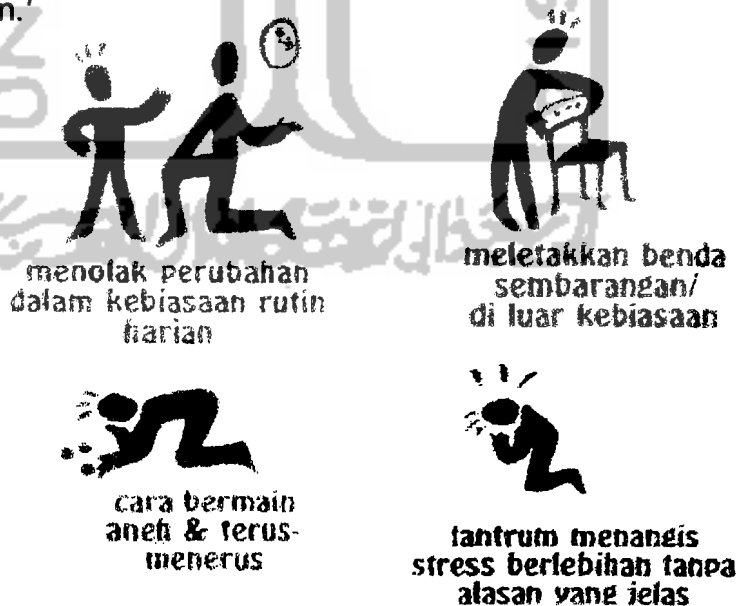 n.
menolak perubahan
dalam kebiasaan rutin
harian
meletakkan benda
sembarangan/
di luar kebiasaan
cara bermain
aneh & terus-
menerus
tantrum menangis
stress berlebihan tanpa
alasan yang jelas